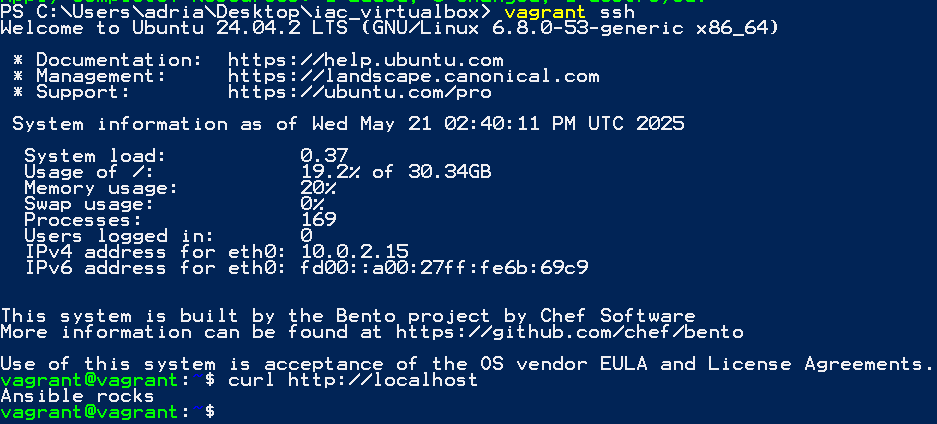 PS C:\Users\adria\Desktop\iac_virtualbox> vagrant ssh
Welcome to Ubuntu 24.04.2 LTS (GNU/Linux 6.8.0-53-generic x86_64)
* Documentation: https://help.ubuntu.com
* Management: https://landscape.canonical.com
* Support: https://ubuntu.com/pro
System information as of Wed May 21 02:40:11 PM UTC 2025
System load: 0.37
Usage of /: 19.2% of 30.34GB
Memory usage: 20%
Swap usage: 0%
Processes: 169
Users logged in: 0
IPv4 address for eth0: 10.0.2.15
IPv6 address for eth0: fd00::a00:27ff:fe6b:69c9
This system is built by the Bento project by Chef Software
More information can be found at https://github.com/chef/bento
Use of this system is acceptance of the OS vendor EULA and License Agreements.
vagrant@vagrant:~$ curl http://localhost
Ansible rocks
vagrant@vagrant:~$